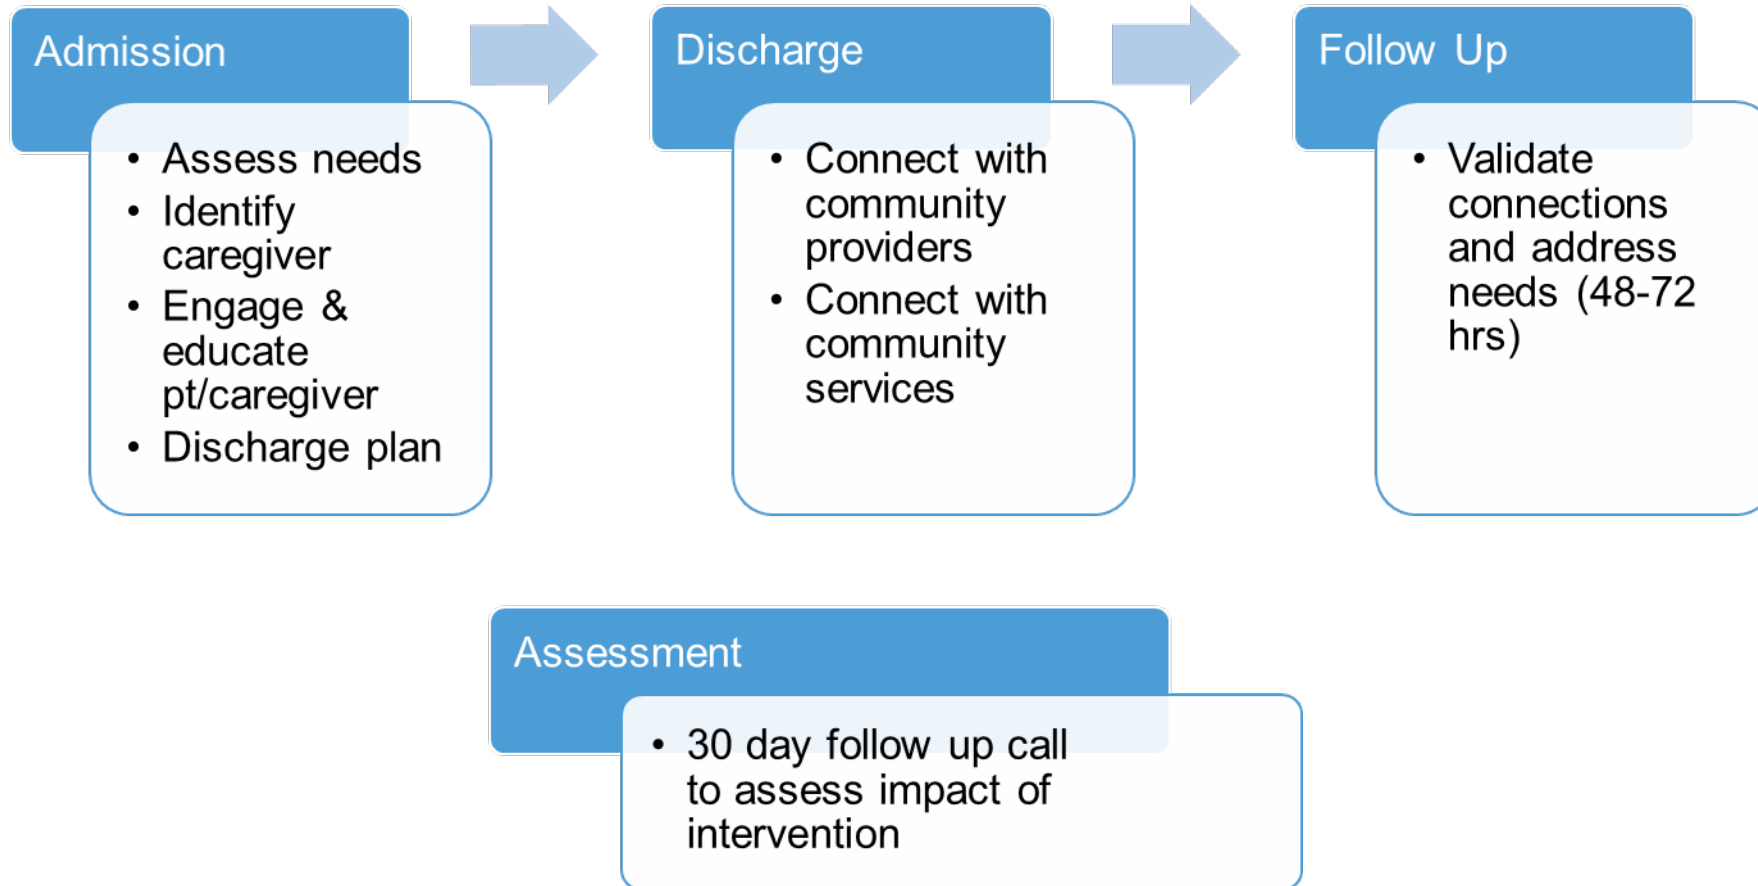 Admission
• Assess needs
• Identify
caregiver
• Engage &
educate
pt/caregiver
• Discharge plan
Discharge
• Connect with
community
providers
• Connect with
community
services
Follow Up
• Validate
connections
and address
needs (48-72
hrs)
Assessment
• 30 day follow up call
to assess impact of
intervention